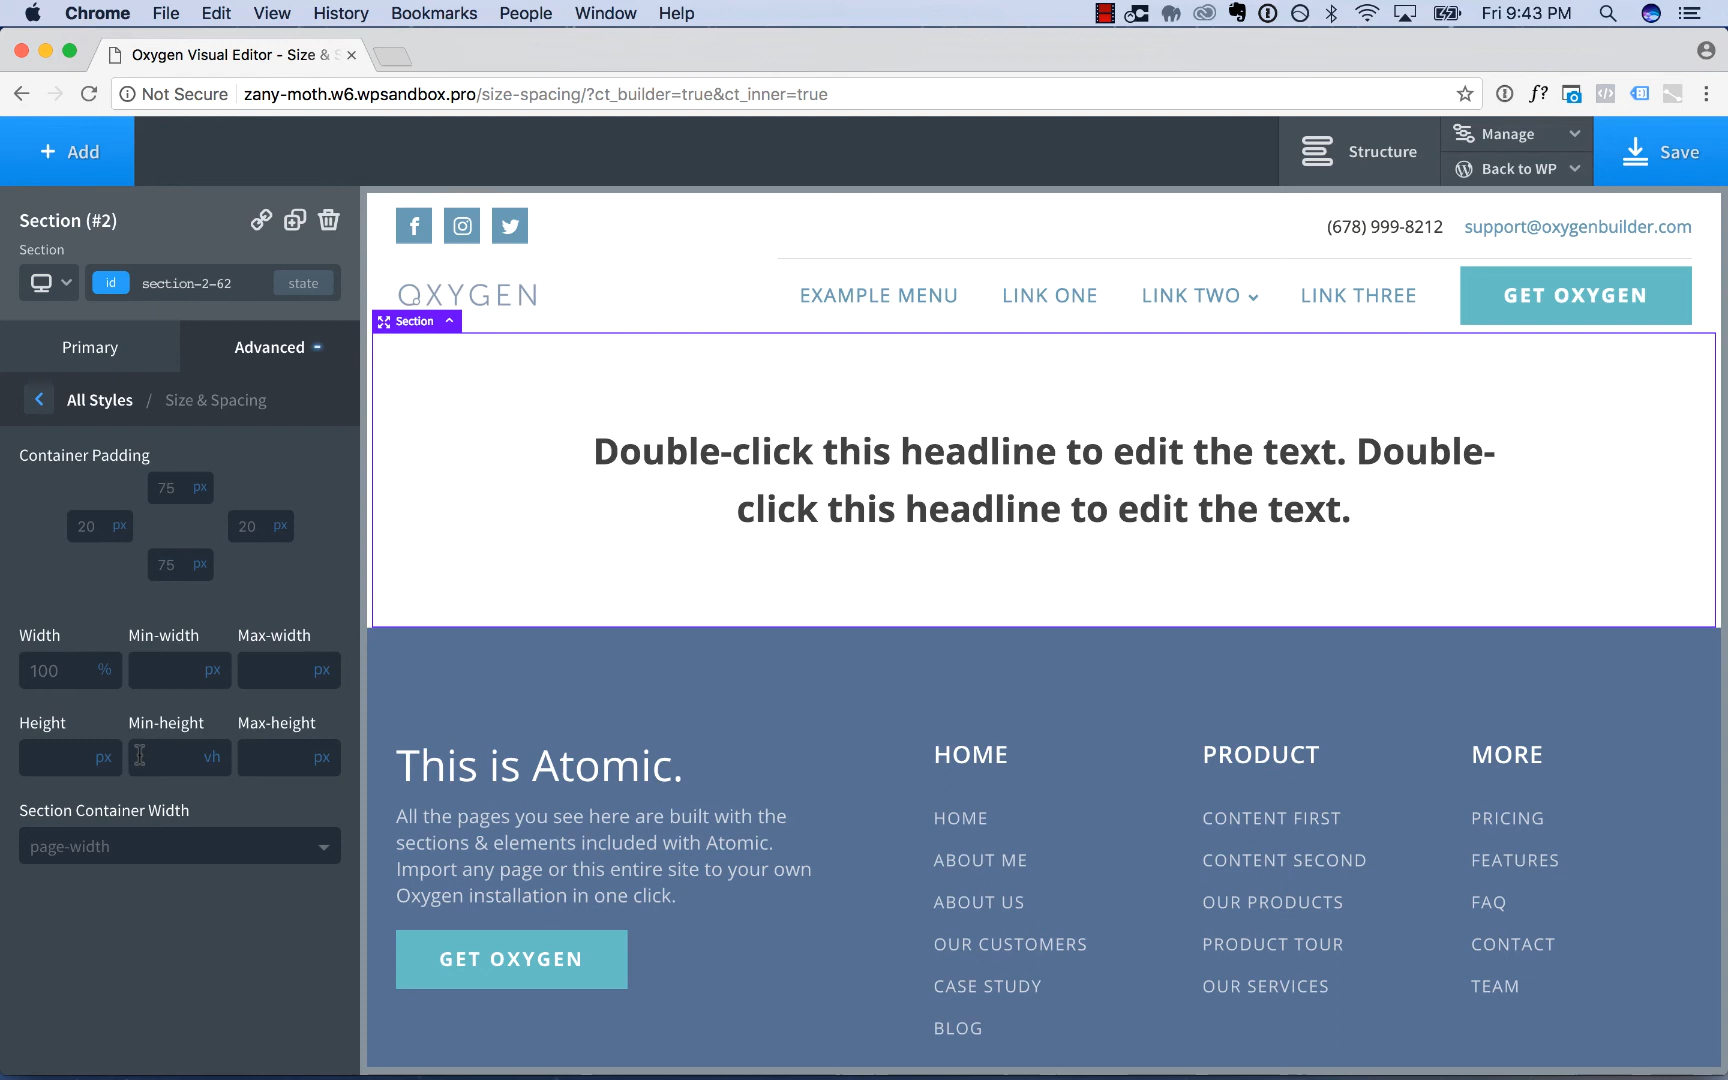 Chrome File Edit View History Bookmarks People Window Help Fri 9:43 PM
Oxygen Visual Editor - Size & S
Not Secure zany-moth.w6.wpsandbox.pro/size-spacing/?ct_builder=true&ct_inner=true
+ Add
Structure
Manage
Back to WP
Save
Section (#2)
Section
id section-2-62 state
Primary Advanced
All Styles / Size & Spacing
Container Padding
75 px
20 px 20 px
75 px
Width Min-width Max-width
100 % px px
Height Min-height Max-height
px vh px
Section Container Width
page-width
(678) 999-8212 support@oxygenbuilder.com
OXYGEN
EXAMPLE MENU LINK ONE LINK TWO LINK THREE GET OXYGEN
Section
Double-click this headline to edit the text. Double-
click this headline to edit the text.
This is Atomic.
All the pages you see here are built with the
sections & elements included with Atomic.
Import any page or this entire site to your own
Oxygen installation in one click.
GET OXYGEN
HOME
HOME
ABOUT ME
ABOUT US
OUR CUSTOMERS
CASE STUDY
BLOG
PRODUCT
CONTENT FIRST
CONTENT SECOND
OUR PRODUCTS
PRODUCT TOUR
OUR SERVICES
MORE
PRICING
FEATURES
FAQ
CONTACT
TEAM